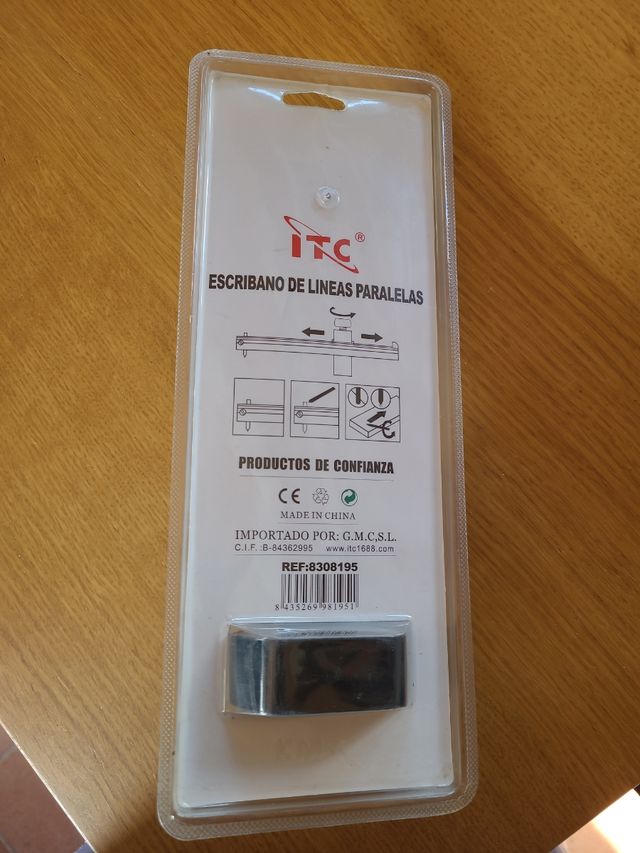 ITC®
ESCRIBANO DE LINEAS PARALELAS
PRODUCTOS DE CONFIANZA
CE
MADE IN CHINA
IMPORTADO POR: G.M.C,S.L.
C.I.F. :B-84362995 www.itc1688.com
REF:8308195
8 435269 981951